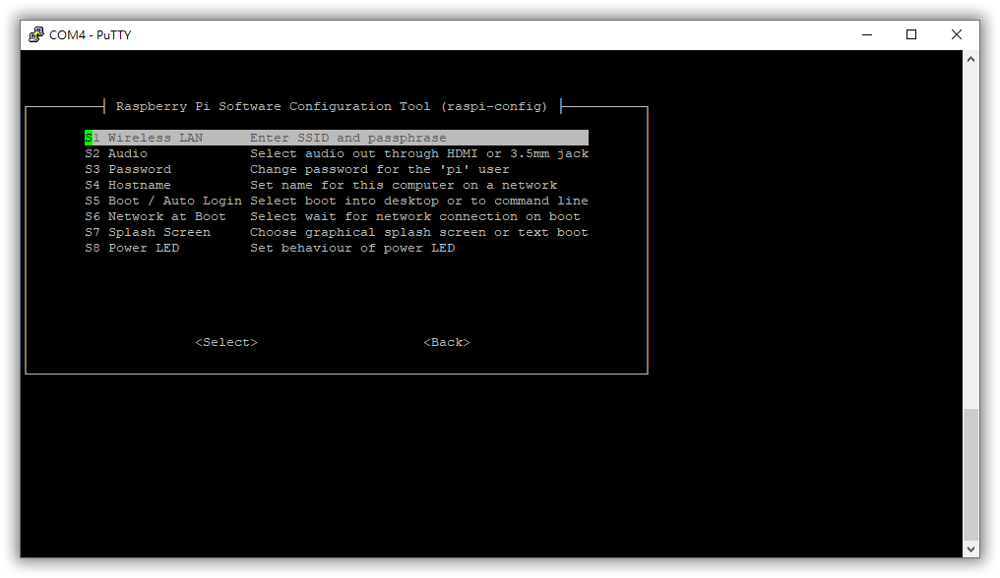 COM4 - PuTTY
Raspberry Pi Software Configuration Tool (raspi-config)
S1 Wireless LAN Enter SSID and passphrase
S2 Audio Select audio out through HDMI or 3.5mm jack
S3 Password Change password for the 'pi' user
S4 Hostname Set name for this computer on a network
S5 Boot / Auto Login Select boot into desktop or to command line
S6 Network at Boot Select wait for network connection on boot
S7 Splash Screen Choose graphical splash screen or text boot
S8 Power LED Set behaviour of power LED
<Select> <Back>